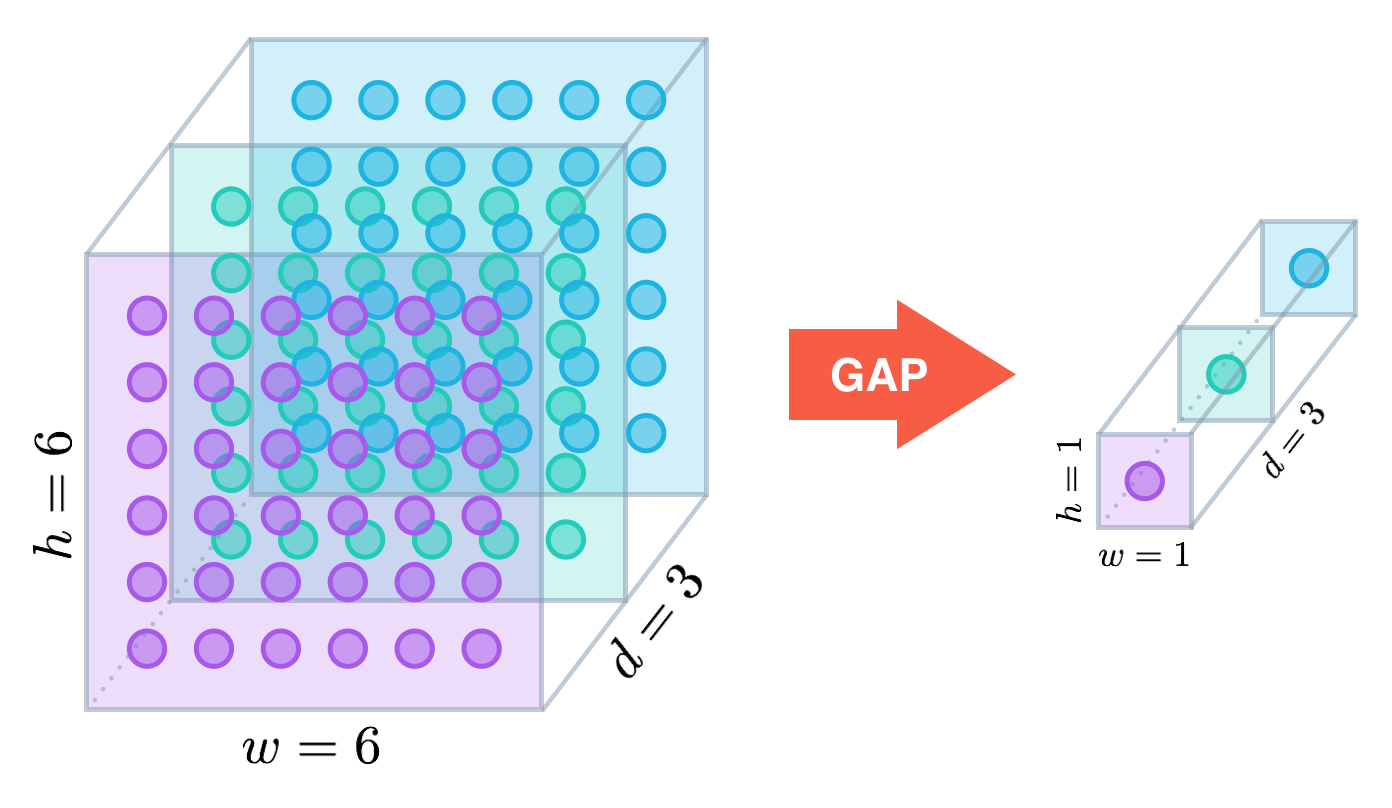 h = 6
w = 6
d = 3
GAP
h = 1
w = 1
d = 3